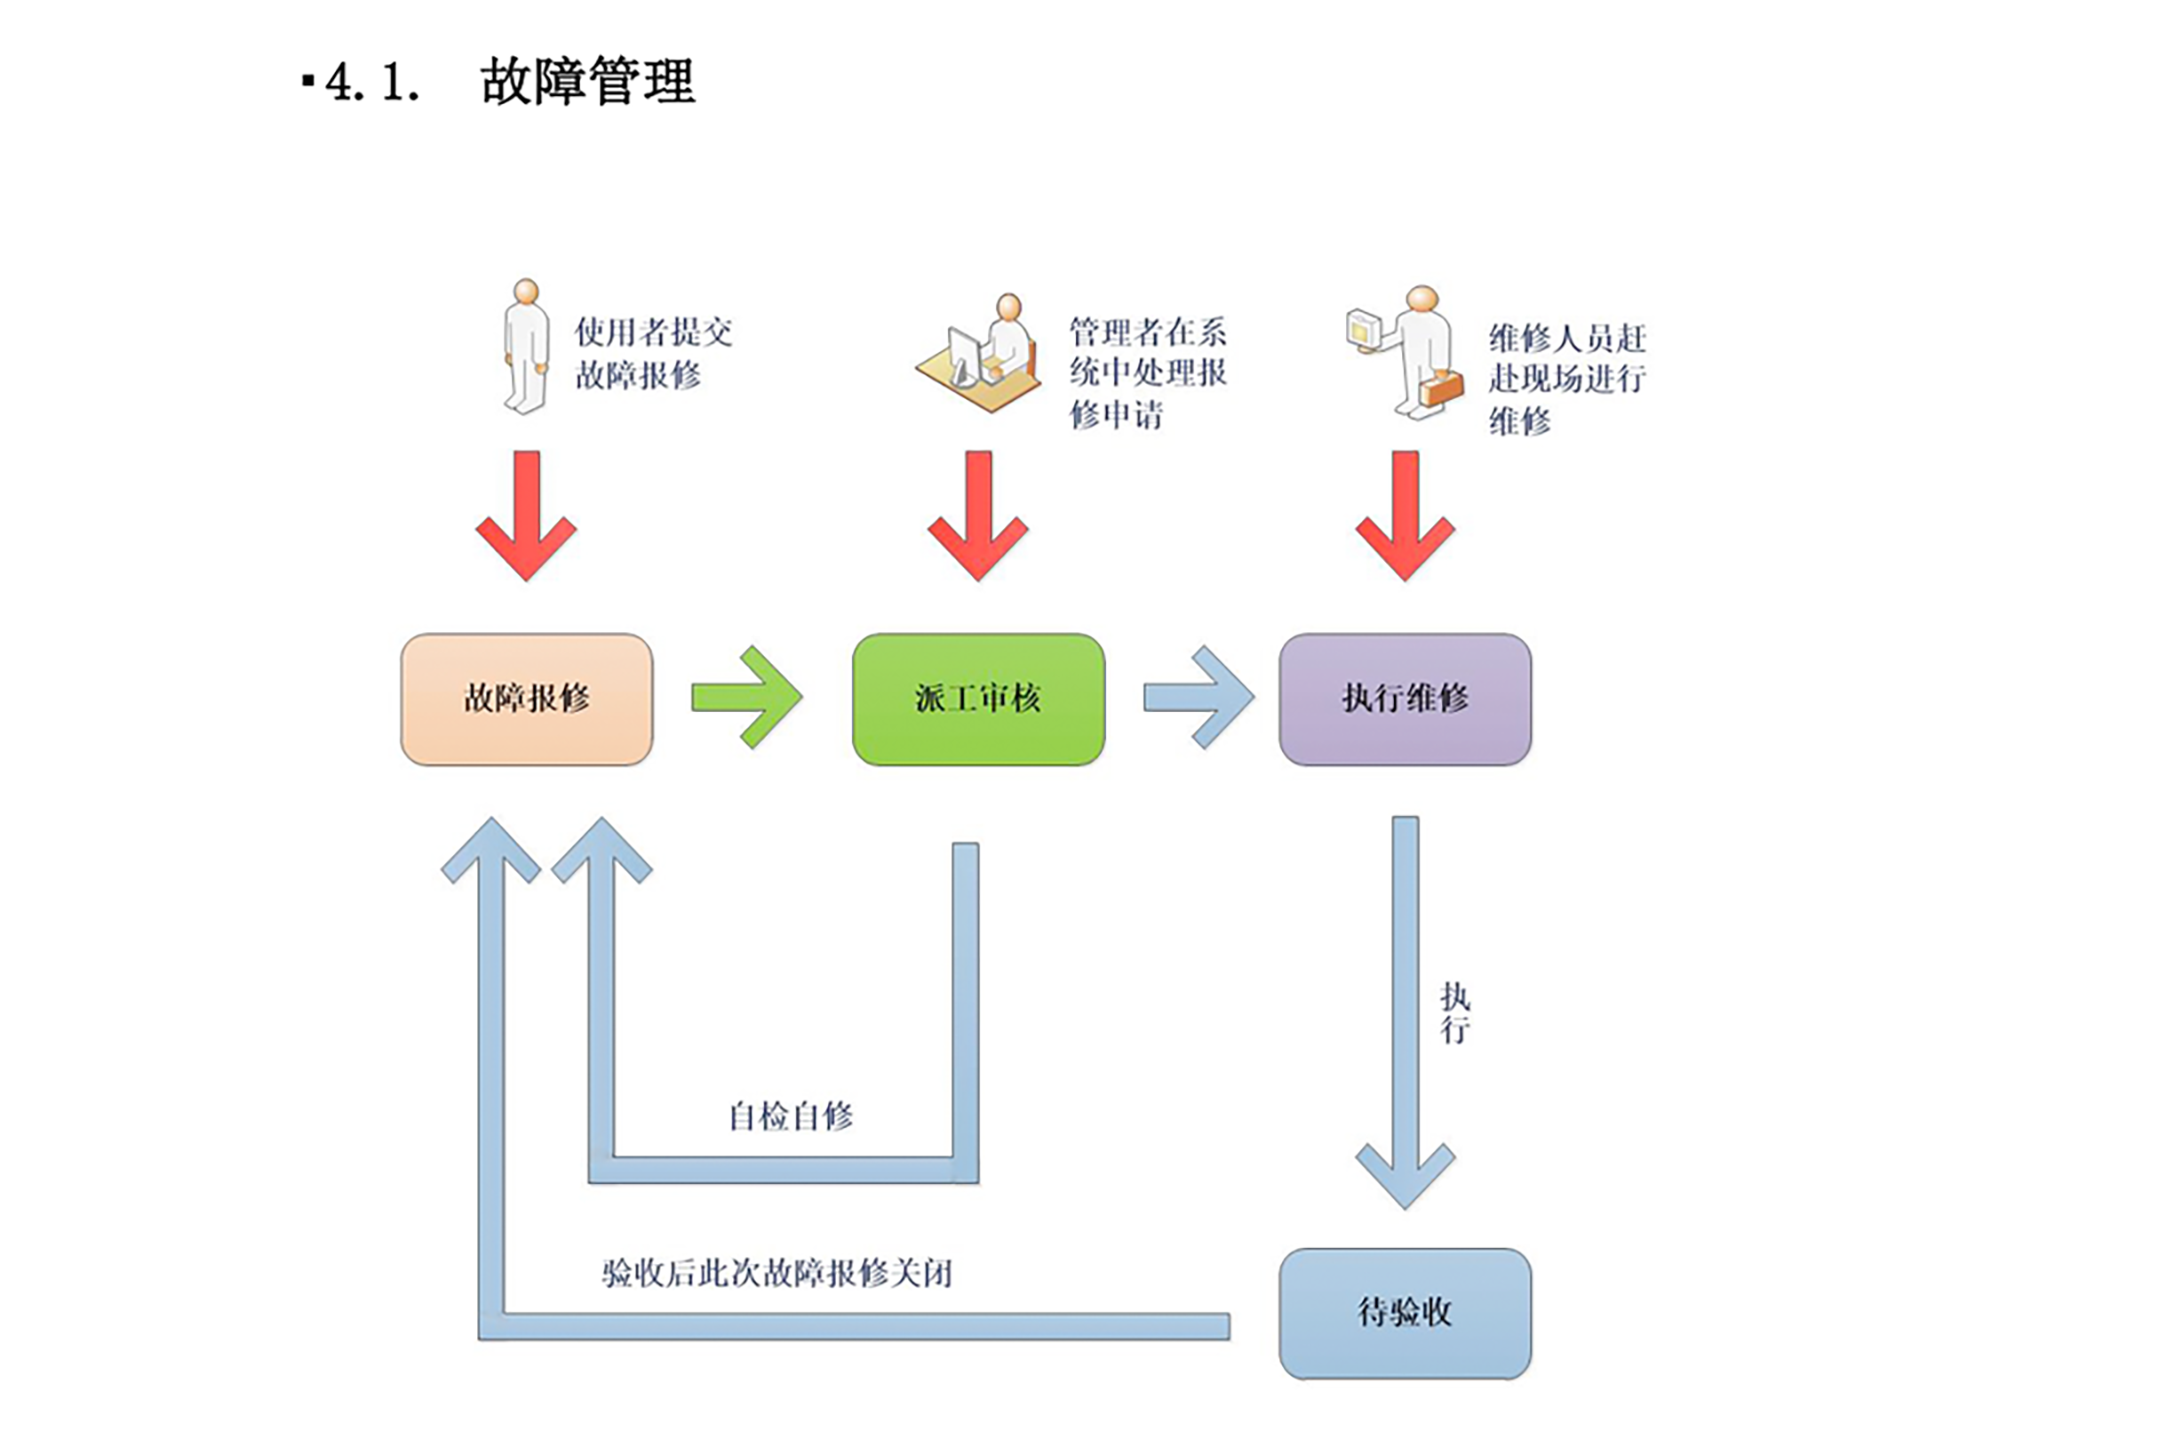 ▪4.1. 故障管理
使用者提交
故障报修
管理者在系
统中处理报
修申请
维修人员赶
赴现场进行
维修
故障报修
派工审核
执行维修
执
行
自检自修
验收后此次故障报修关闭
待验收